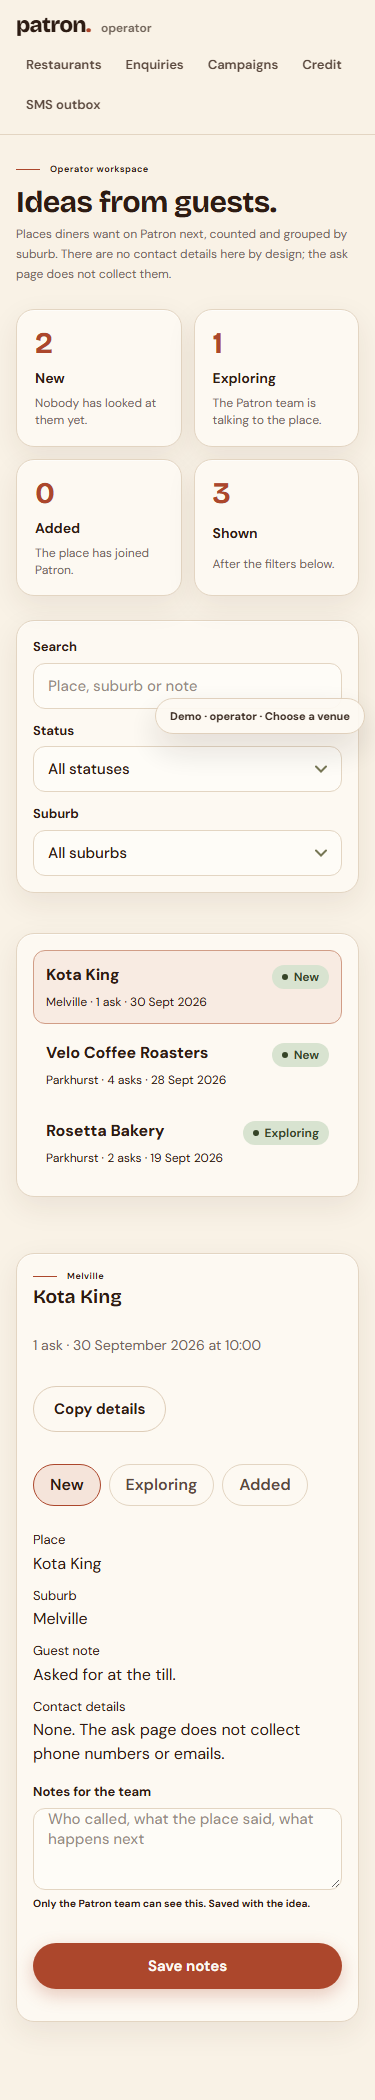 patron. operator
Restaurants Enquiries Campaigns Credit
SMS outbox
Operator workspace
Ideas from guests.
Places diners want on Patron next, counted and grouped by
suburb. There are no contact details here by design; the ask
page does not collect them.
2
New
Nobody has looked at
them yet.
1
Exploring
The Patron team is
talking to the place.
0
Added
The place has joined
Patron.
3
Shown
After the filters below.
Search
Place, suburb or note
Demo · operator · Choose a venue
Status
All statuses
Suburb
All suburbs
Kota King
New
Melville · 1 ask · 30 Sept 2026
Velo Coffee Roasters
New
Parkhurst · 4 asks · 28 Sept 2026
Rosetta Bakery
Exploring
Parkhurst · 2 asks · 19 Sept 2026
Melville
Kota King
1 ask · 30 September 2026 at 10:00
Copy details
New Exploring Added
Place
Kota King
Suburb
Melville
Guest note
Asked for at the till.
Contact details
None. The ask page does not collect
phone numbers or emails.
Notes for the team
Who called, what the place said, what
happens next
Only the Patron team can see this. Saved with the idea.
Save notes